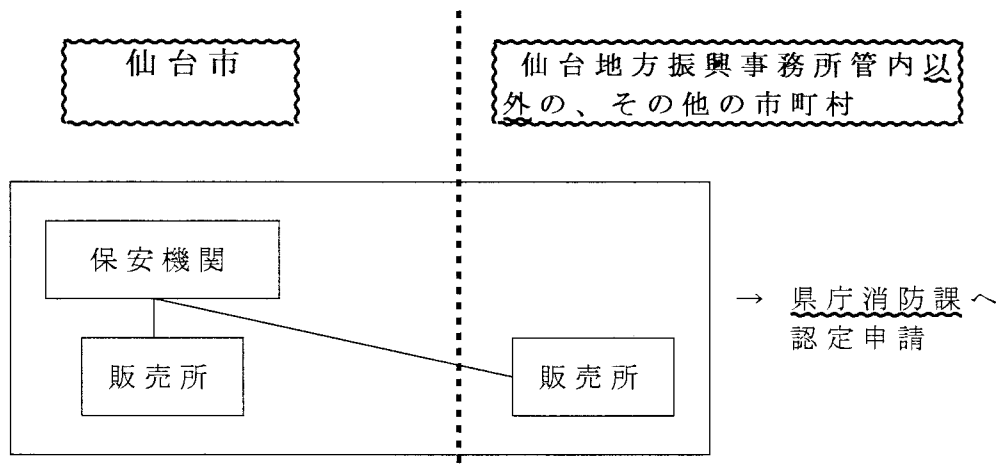 仙台市
仙台地方振興事務所管内以
外の、その他の市町村
保安機関
販売所
販売所
→ 県庁消防課へ
認定申請